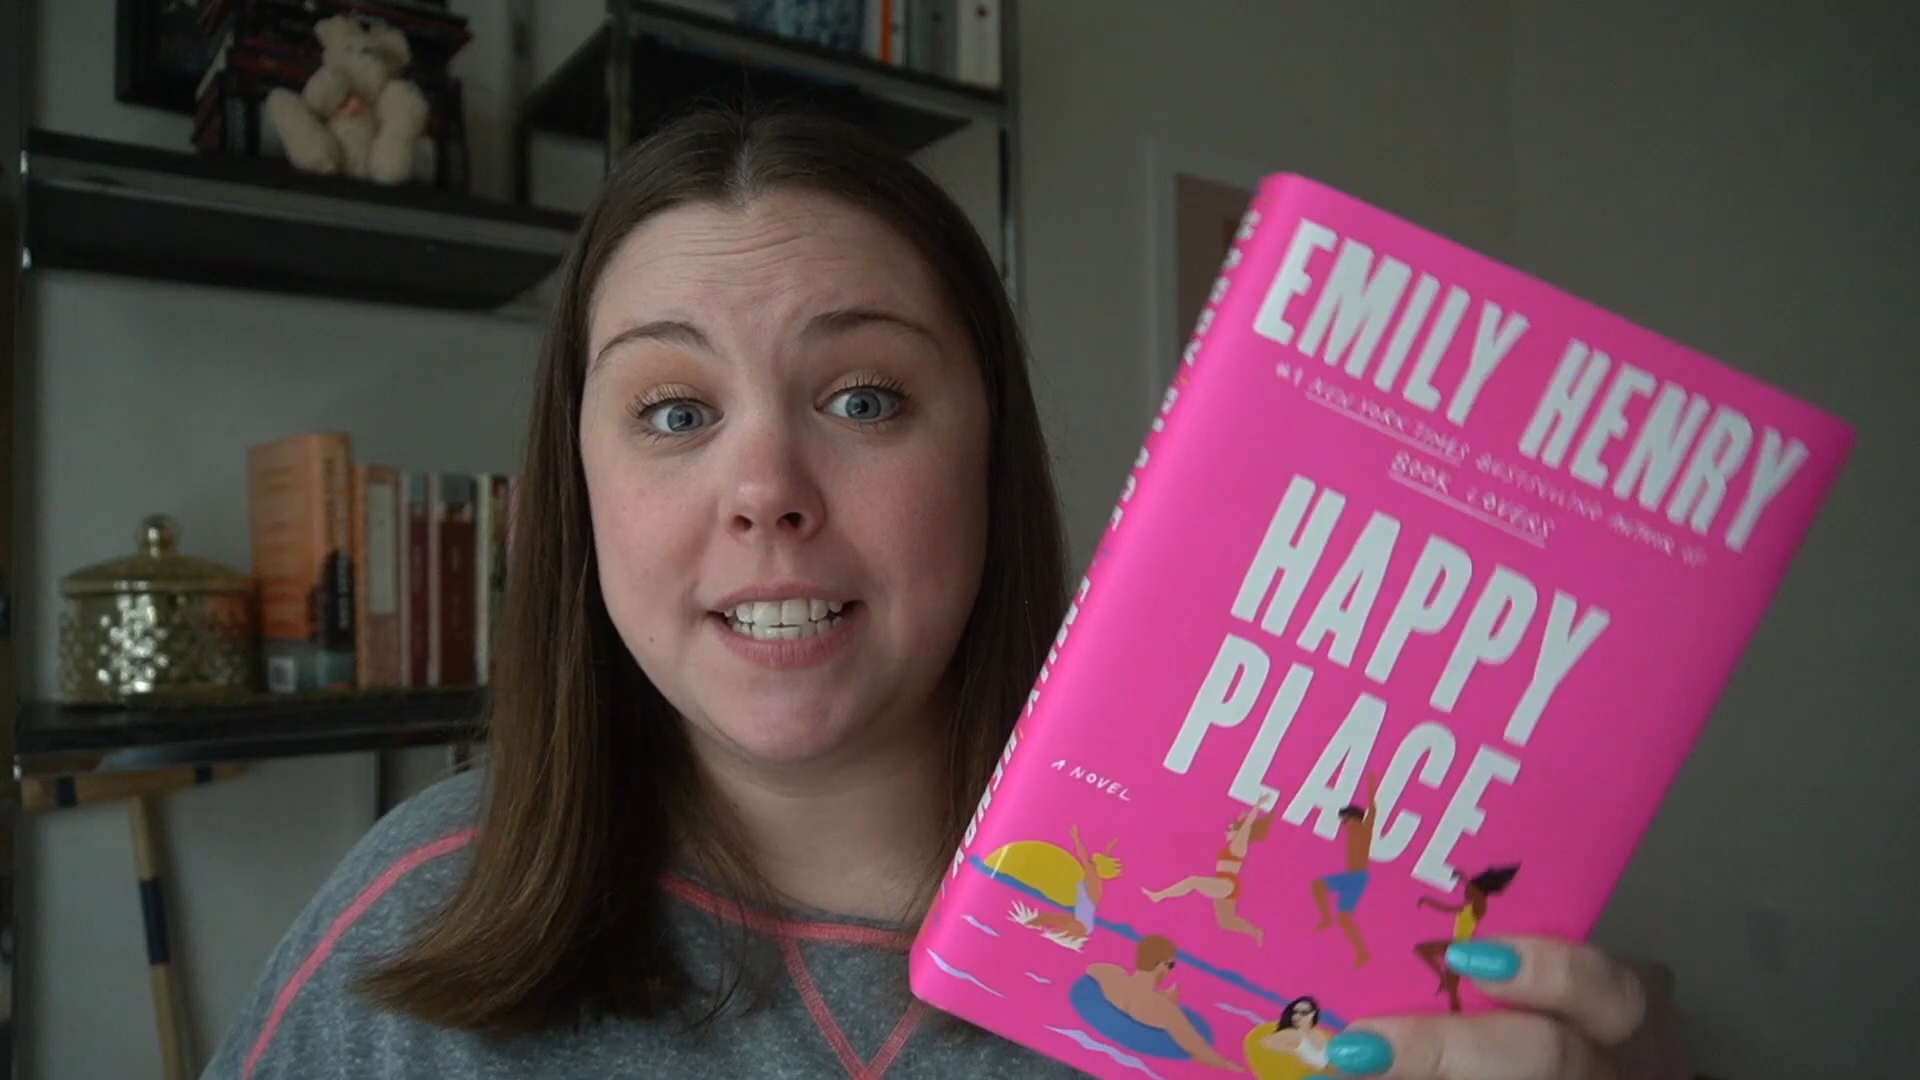 EMILY HENRY
#1 NEW YORK TIMES BESTSELLING AUTHOR OF
BOOK LOVERS
HAPPY
PLACE
A NOVEL